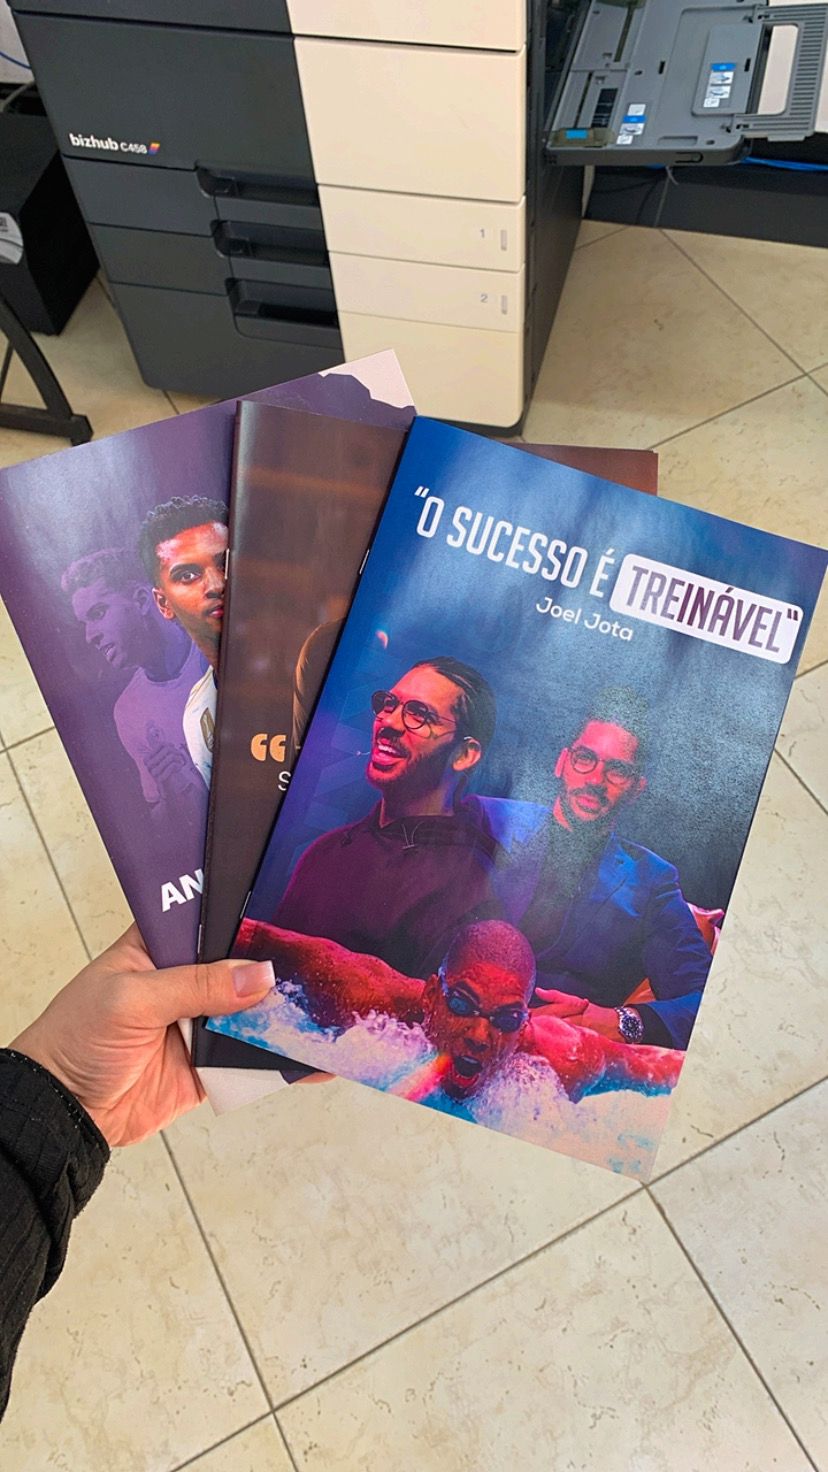 bizhub C458
1
2
“O SUCESSO É TREINÁVEL“
Joel Jota
“
S
AN